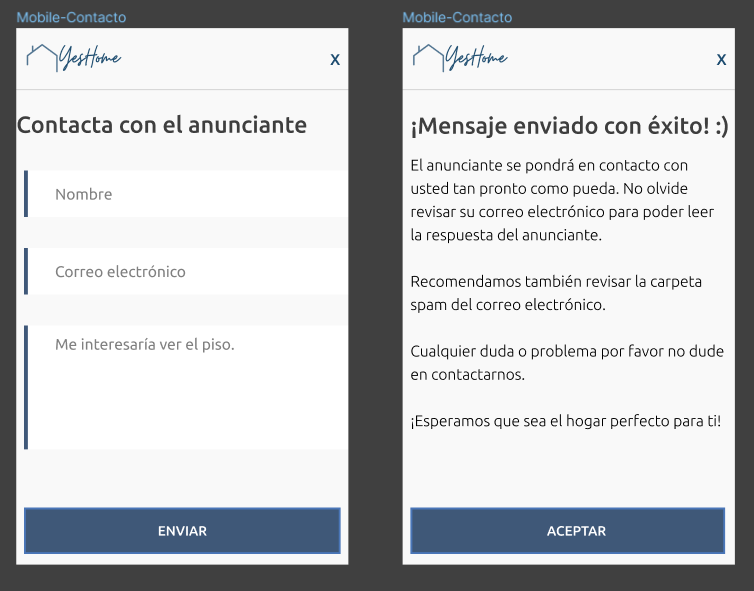 Mobile-Contacto
YesHome
X
Contacta con el anunciante
Nombre
Correo electrónico
Me interesaría ver el piso.
ENVIAR
Mobile-Contacto
YesHome
X
¡Mensaje enviado con éxito! :)
El anunciante se pondrá en contacto con
usted tan pronto como pueda. No olvide
revisar su correo electrónico para poder leer
la respuesta del anunciante.
Recomendamos también revisar la carpeta
spam del correo electrónico.
Cualquier duda o problema por favor no dude
en contactarnos.
¡Esperamos que sea el hogar perfecto para ti!
ACEPTAR